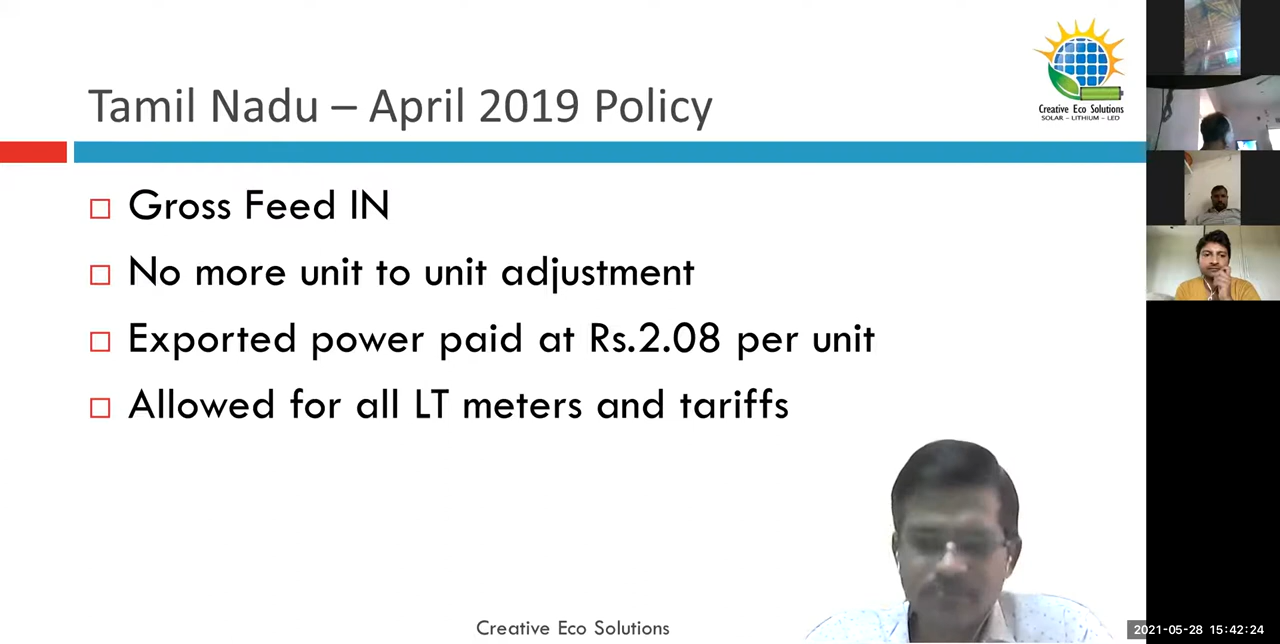 Tamil Nadu – April 2019 Policy
Creative Eco Solutions
SOLAR – LITHIUM – LED
Gross Feed IN
No more unit to unit adjustment
Exported power paid at Rs.2.08 per unit
Allowed for all LT meters and tariffs
Creative Eco Solutions
2021-05-28 15:42:24